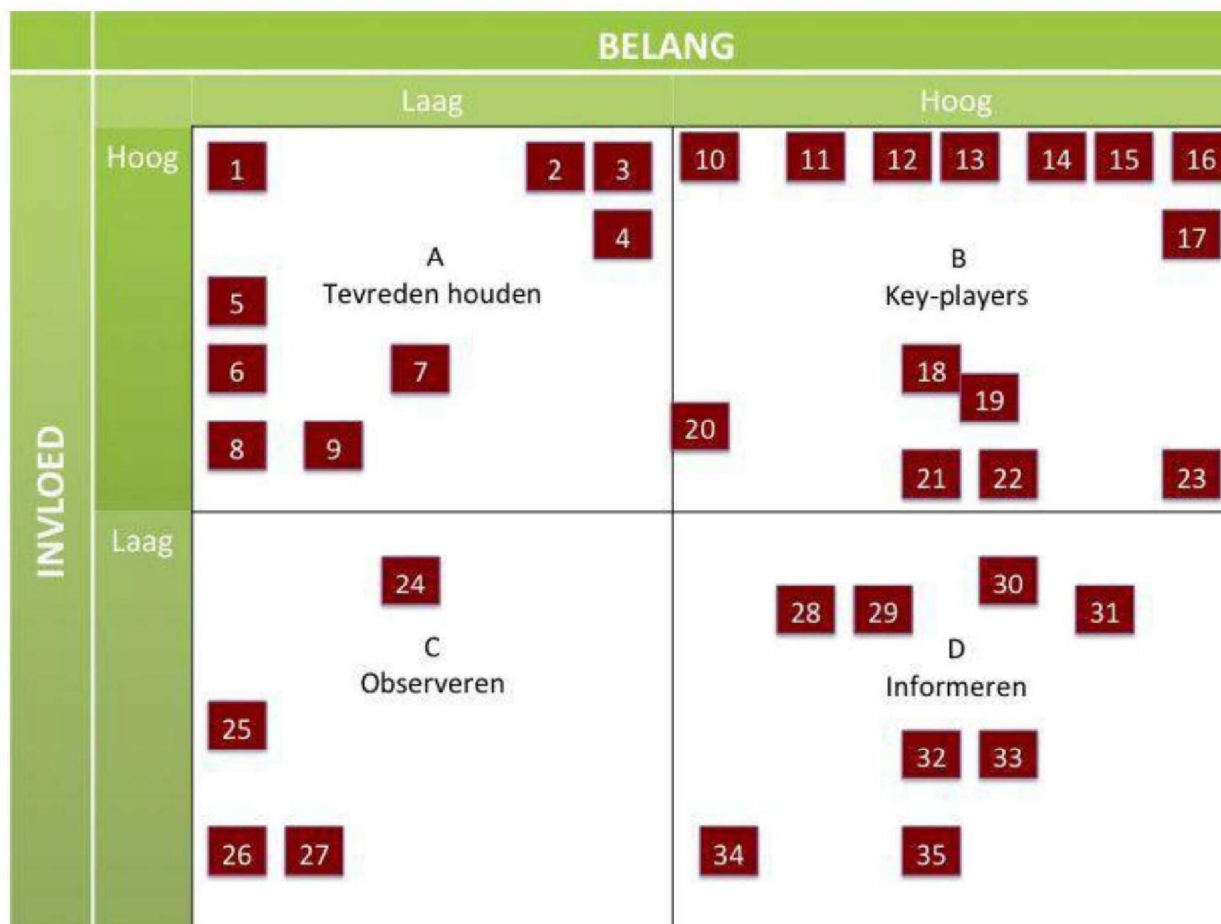 BELANG
Laag Hoog
INVLOED
Hoog
1 2 3 10 11 12 13 14 15 16
4 17
A B
Tevreden houden Key-players
5
6 7 18
19
20
8 9
21 22 23
Laag
24 30
28 29 31
C D
Observeren Informeren
25
32 33
26 27 34 35